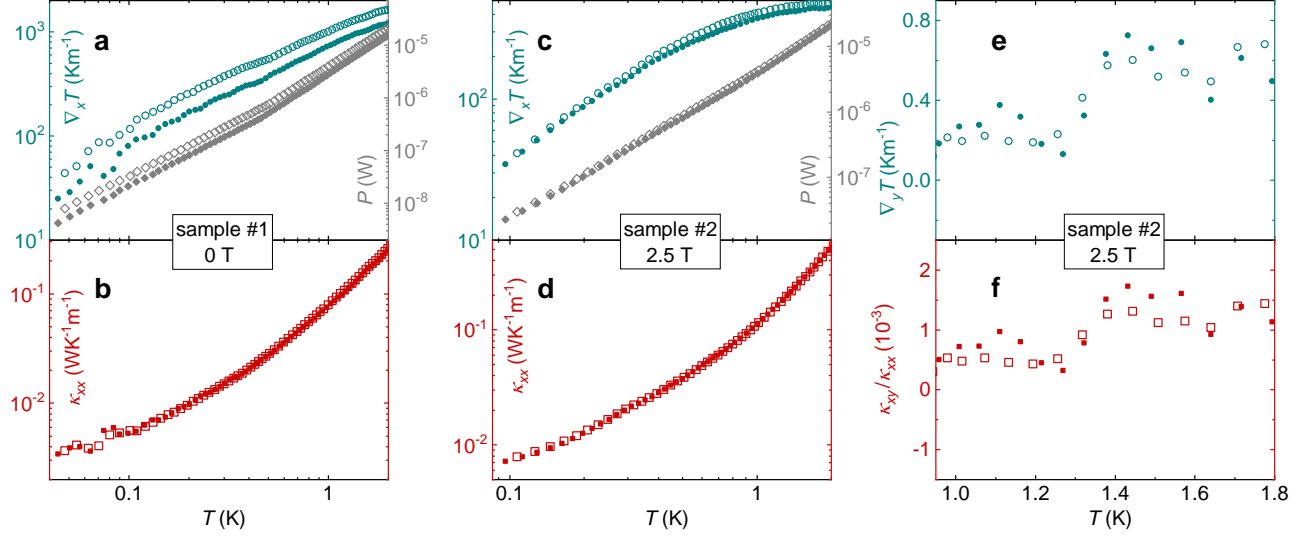 a
10³
10²
10¹
∇ₓT (Km⁻¹)
10⁻⁵
10⁻⁶
10⁻⁷
10⁻⁸
P (W)
sample #1
0 T
b
10⁻¹
10⁻²
κₓₓ (WK⁻¹m⁻¹)
0.1
1
T (K)
c
10³
10²
10¹
∇ₓT (Km⁻¹)
10⁻⁵
10⁻⁶
10⁻⁷
P (W)
sample #2
2.5 T
d
10⁻¹
10⁻²
κₓₓ (WK⁻¹m⁻¹)
0.1
1
T (K)
e
0.8
0.4
0.0
∇yT (Km⁻¹)
sample #2
2.5 T
f
2
1
0
-1
κxy/κxx (10⁻³)
1.0
1.2
1.4
1.6
1.8
T (K)